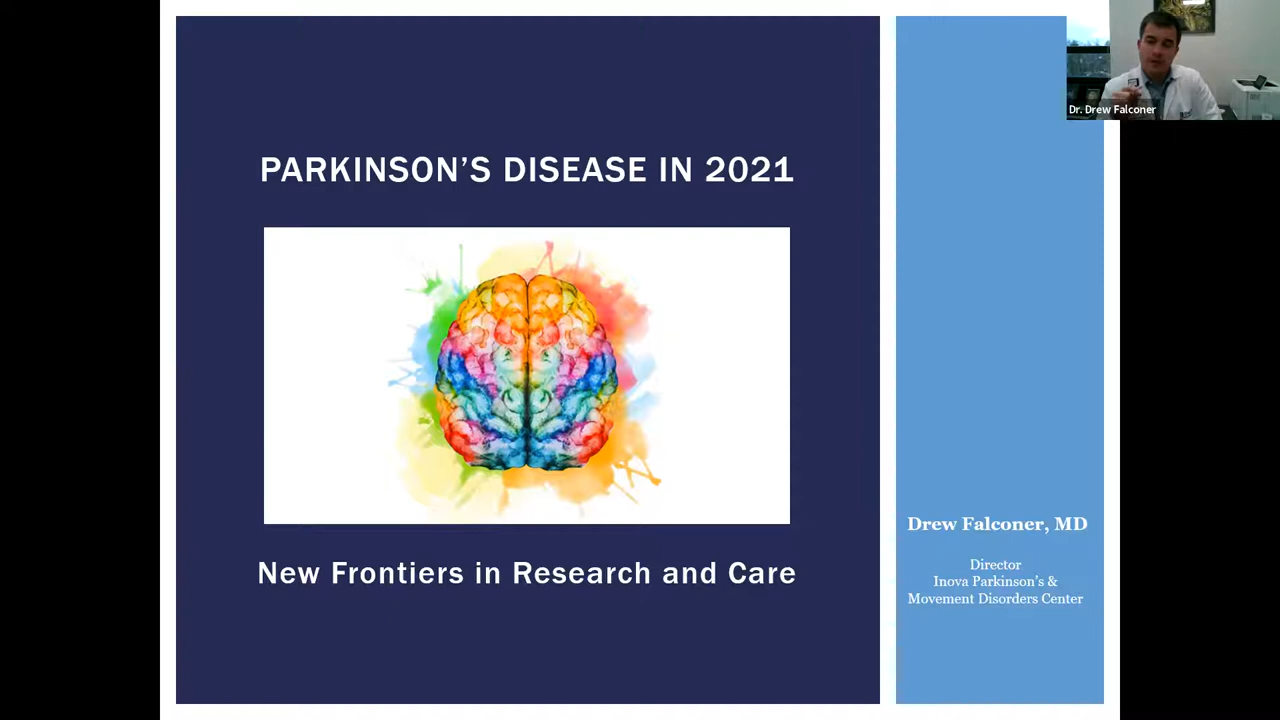 Dr. Drew Falconer
PARKINSON’S DISEASE IN 2021
New Frontiers in Research and Care
Drew Falconer, MD
Director
Inova Parkinson’s &
Movement Disorders Center